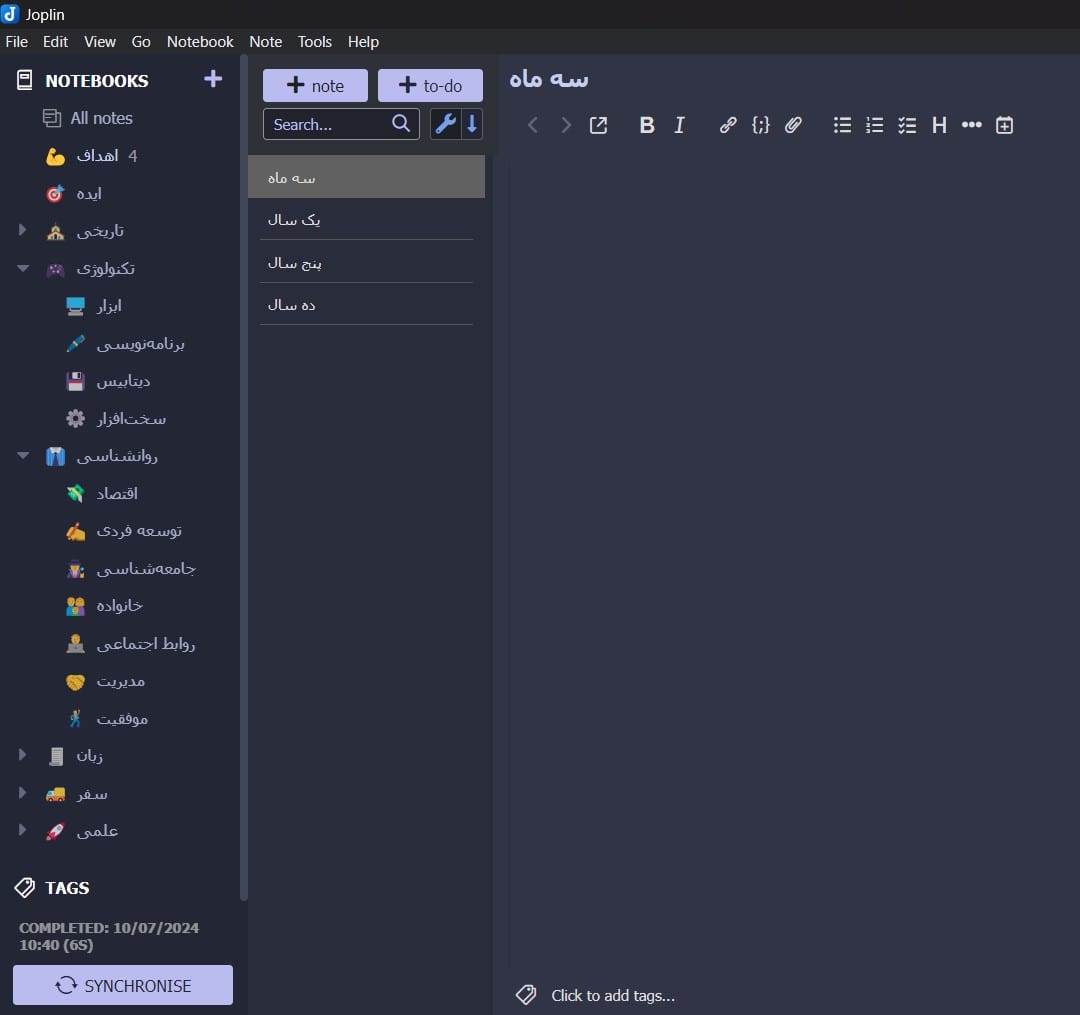 Joplin
File Edit View Go Notebook Note Tools Help
NOTEBOOKS
All notes
اهداف 4
ایده
تاریخی
تکنولوژی
ابزار
برنامه‌نویسی
دیتابیس
سخت‌افزار
روانشناسی
اقتصاد
توسعه فردی
جامعه‌شناسی
خانواده
روابط اجتماعی
مدیریت
موفقیت
زبان
سفر
علمی
TAGS
COMPLETED: 10/07/2024
10:40 (6S)
SYNCHRONISE
note to-do
Search...
سه ماه
یک سال
پنج سال
ده سال
سه ماه
B I H
Click to add tags...